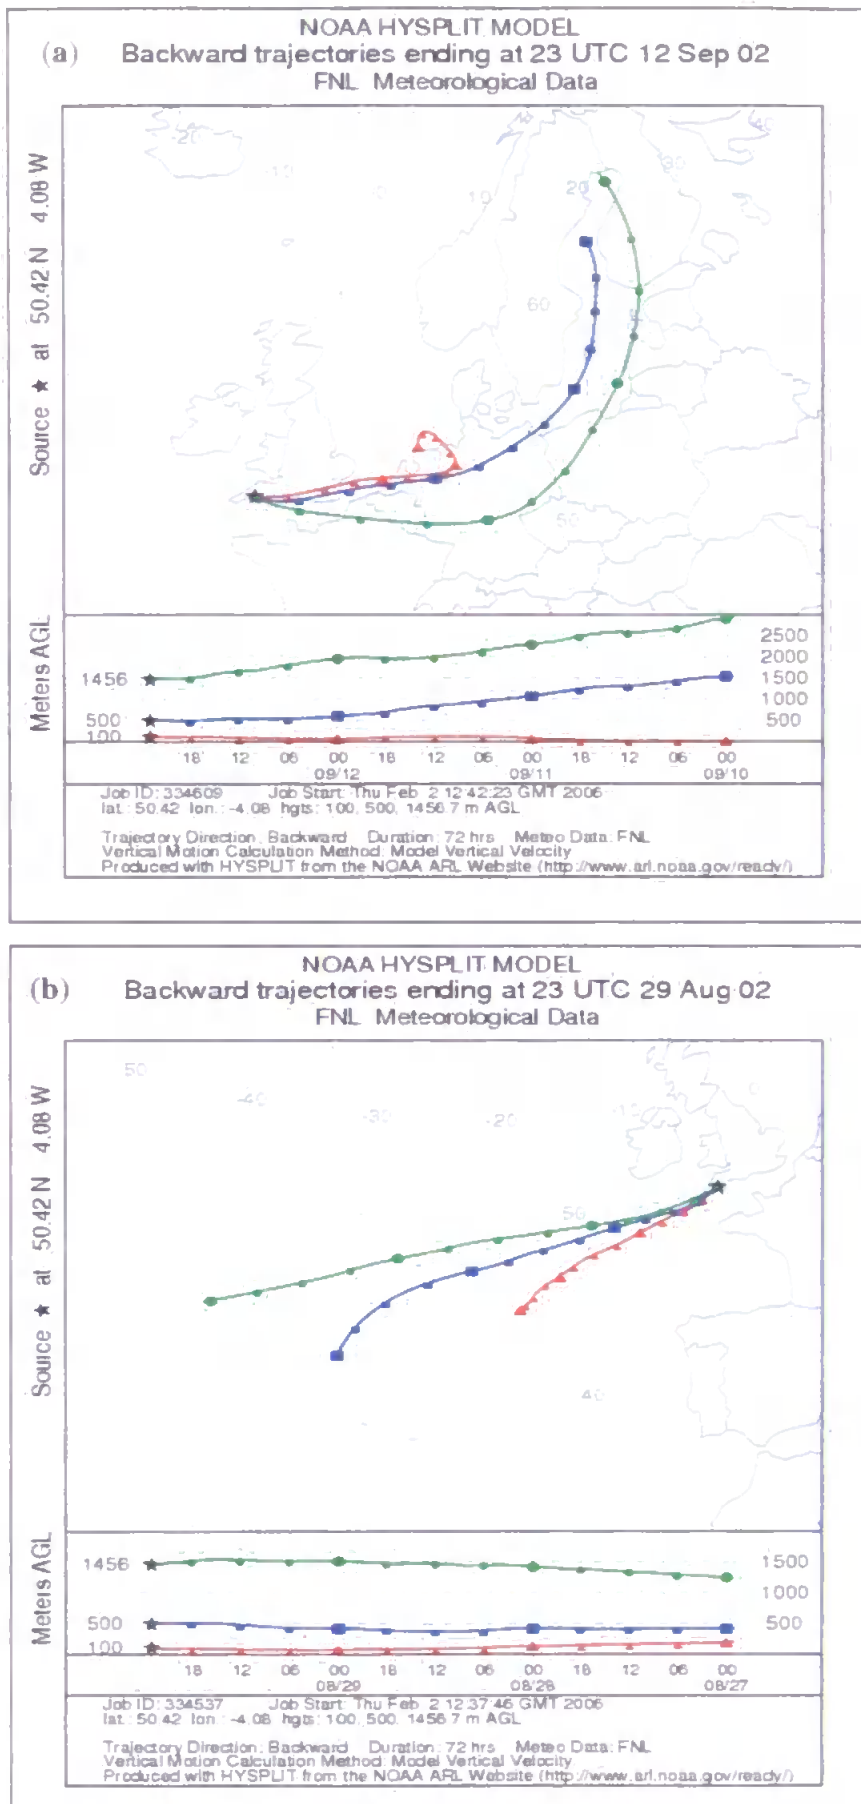 NOAA HYSPLIT MODEL
(a) Backward trajectories ending at 23 UTC 12 Sep 02
FNL Meteorological Data
Source ★ at 50.42 N 4.08 W
-20
-10
0
10
20
30
40
60
50
Meters AGL
1456
500
100
2500
2000
1500
1000
500
18 12 06 00 18 12 06 00 18 12 06 00
09/12 09/11 09/10
Job ID: 334609 Job Start: Thu Feb 2 12:42:23 GMT 2006
lat.: 50.42 lon.: -4.08 hgts: 100, 500, 1456.7 m AGL
Trajectory Direction: Backward Duration: 72 hrs Meteo Data: FNL
Vertical Motion Calculation Method: Model Vertical Velocity
Produced with HYSPLIT from the NOAA ARL Website (http://www.arl.noaa.gov/ready/)
NOAA HYSPLIT MODEL
(b) Backward trajectories ending at 23 UTC 29 Aug 02
FNL Meteorological Data
Source ★ at 50.42 N 4.08 W
50
-40
-30
-20
-10
0
50
40
Meters AGL
1456
500
100
1500
1000
500
18 12 06 00 18 12 06 00 18 12 06 00
08/29 08/28 08/27
Job ID: 334537 Job Start: Thu Feb 2 12:37:46 GMT 2006
lat.: 50.42 lon.: -4.08 hgts: 100, 500, 1456.7 m AGL
Trajectory Direction: Backward Duration: 72 hrs Meteo Data: FNL
Vertical Motion Calculation Method: Model Vertical Velocity
Produced with HYSPLIT from the NOAA ARL Website (http://www.arl.noaa.gov/ready/)